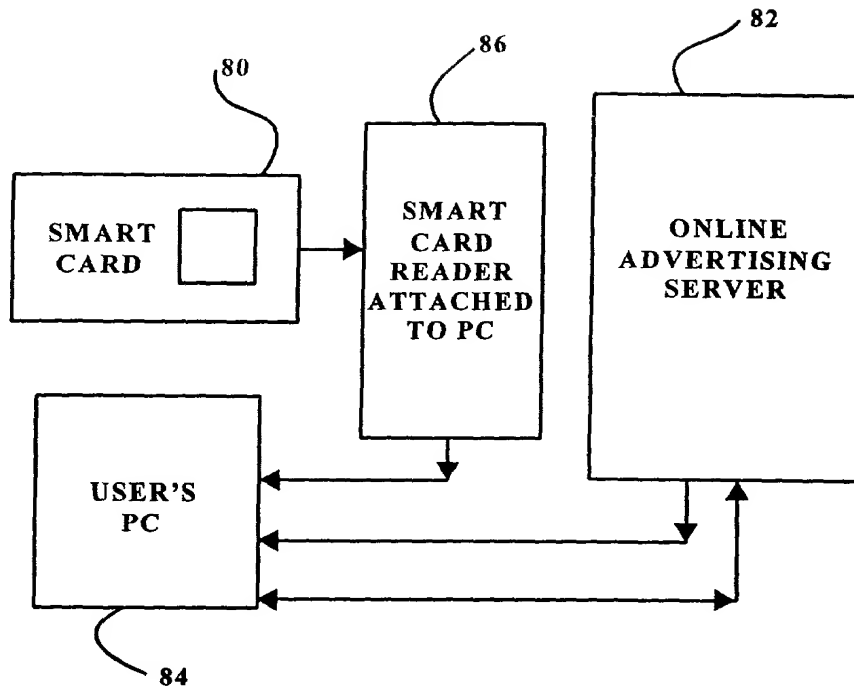 80
86
82
SMART
CARD
SMART
CARD
READER
ATTACHED
TO PC
ONLINE
ADVERTISING
SERVER
USER'S
PC
84